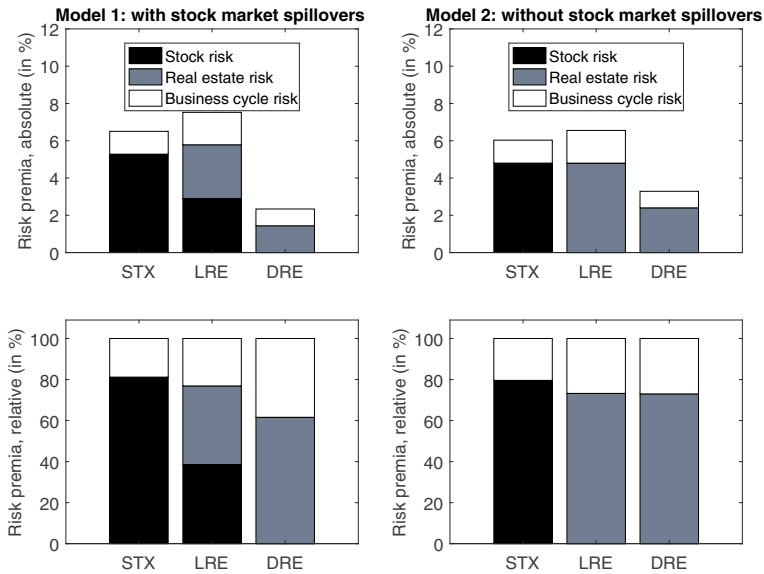 Model 1: with stock market spillovers
Risk premia, absolute (in %)
12
10
8
6
4
2
0
Stock risk
Real estate risk
Business cycle risk
STX LRE DRE
Model 2: without stock market spillovers
Risk premia, absolute (in %)
12
10
8
6
4
2
0
Stock risk
Real estate risk
Business cycle risk
STX LRE DRE
Risk premia, relative (in %)
100
80
60
40
20
0
STX LRE DRE
Risk premia, relative (in %)
100
80
60
40
20
0
STX LRE DRE